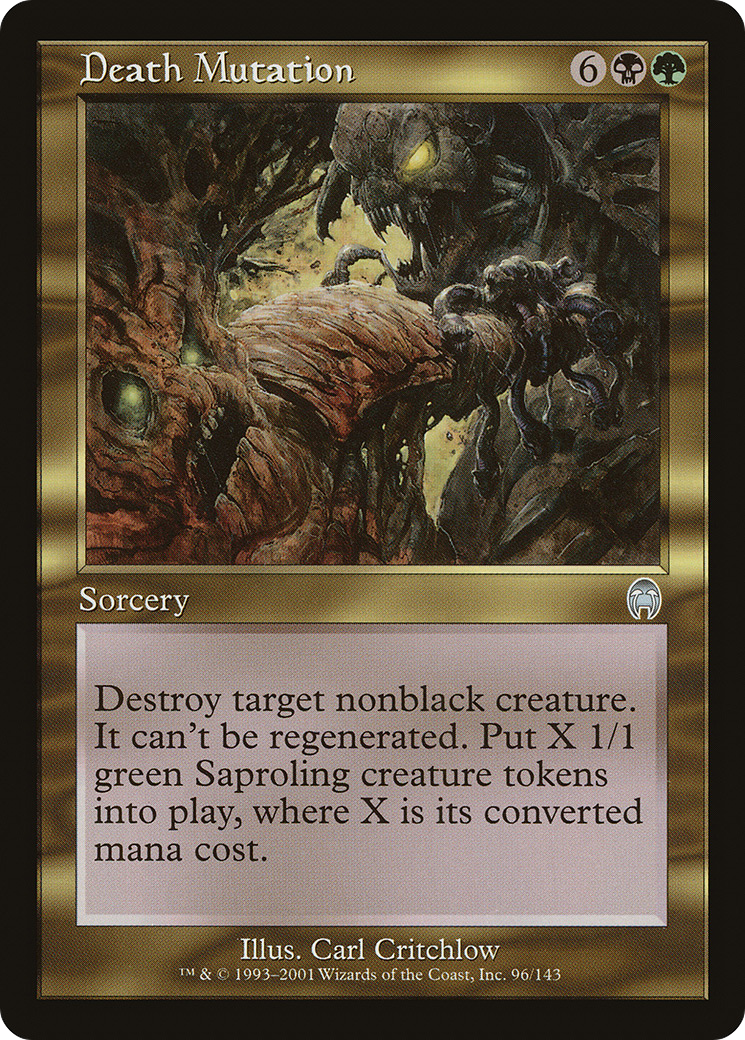 Death Mutation 6
Sorcery
Destroy target nonblack creature.
It can't be regenerated. Put X 1/1
green Saproling creature tokens
into play, where X is its converted
mana cost.
Illus. Carl Critchlow
™ & © 1993–2001 Wizards of the Coast, Inc. 96/143